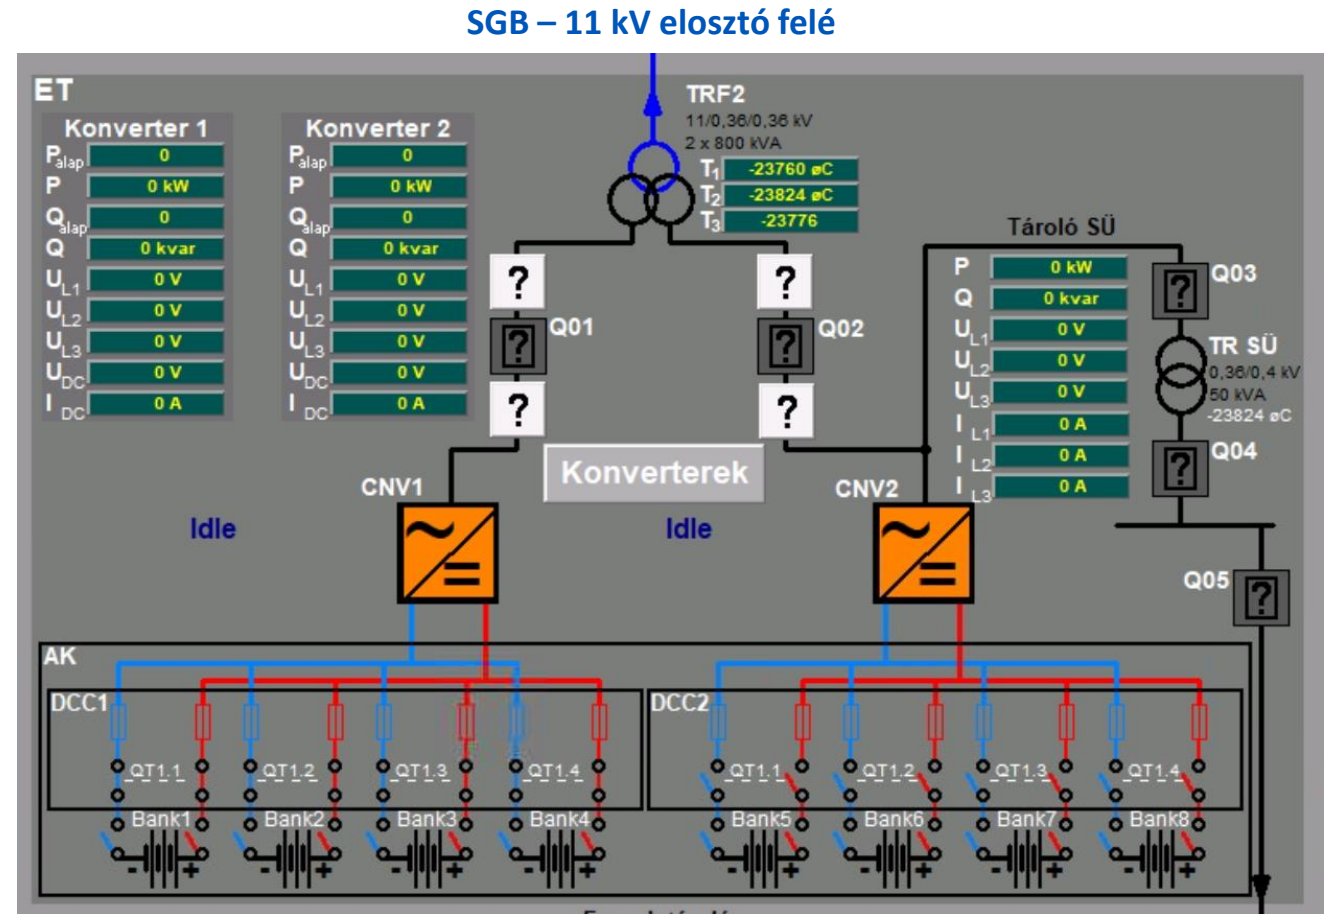 SGB – 11 kV elosztó felé
ET
Konverter 1
Palap 0
P 0 kW
Qalap 0
Q 0 kvar
UL1 0 V
UL2 0 V
UL3 0 V
UDC 0 V
I DC 0 A
Konverter 2
Palap 0
P 0 kW
Qalap 0
Q 0 kvar
UL1 0 V
UL2 0 V
UL3 0 V
UDC 0 V
I DC 0 A
TRF2
11/0,36/0,36 kV
2 x 800 kVA
T1 -23760 øC
T2 -23824 øC
T3 -23776
? ?
? Q01 ? Q02
? ?
Tároló SÜ
P 0 kW
Q 0 kvar
UL1 0 V
UL2 0 V
UL3 0 V
I L1 0 A
I L2 0 A
I L3 0 A
? Q03
TR SÜ
0,36/0,4 kV
50 kVA
-23824 øC
? Q04
Q05 ?
Konverterek
CNV1
CNV2
Idle
Idle
AK
DCC1
DCC2
QT1.1 QT1.2 QT1.3 QT1.4 QT1.1 QT1.2 QT1.3 QT1.4
Bank1 Bank2 Bank3 Bank4 Bank5 Bank6 Bank7 Bank8
- + - + - + - + - + - + - + - +